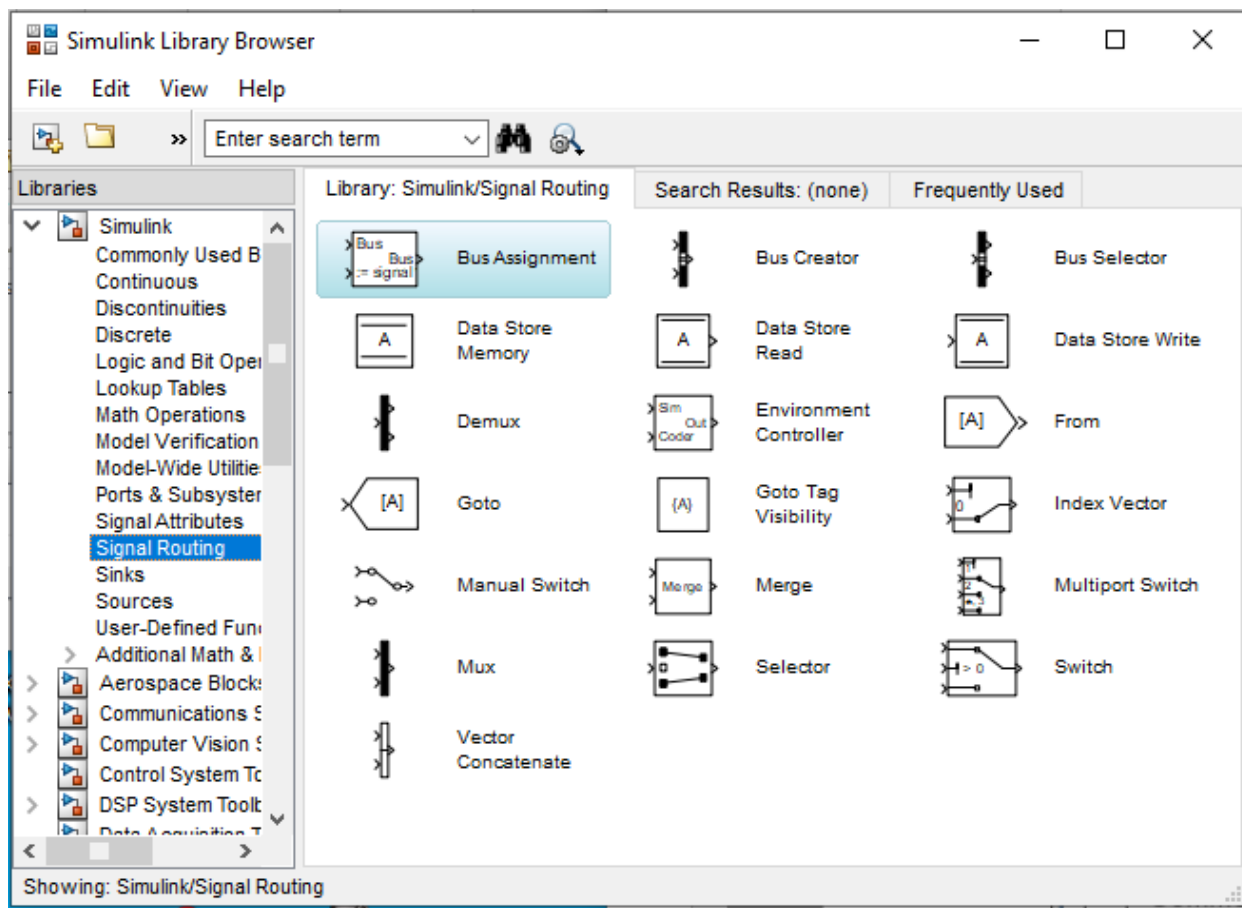 Simulink Library Browser
File Edit View Help
» Enter search term
Libraries
Library: Simulink/Signal Routing Search Results: (none) Frequently Used
Simulink
Commonly Used B
Continuous
Discontinuities
Discrete
Logic and Bit Oper
Lookup Tables
Math Operations
Model Verification
Model-Wide Utilitie
Ports & Subsyster
Signal Attributes
Signal Routing
Sinks
Sources
User-Defined Fun
Additional Math &
Aerospace Block
Communications S
Computer Vision S
Control System To
DSP System Toolb
Data Acquisition T
Bus
Bus
:= signal
Bus Assignment
Bus Creator
Bus Selector
A
Data Store
Memory
A
Data Store
Read
A
Data Store Write
Demux
Sim
Out
Coder
Environment
Controller
[A]
From
[A]
Goto
{A}
Goto Tag
Visibility
0
Index Vector
Manual Switch
Merge
Merge
1
2
*, 3
Multiport Switch
Mux
Selector
> 0
Switch
Vector
Concatenate
Showing: Simulink/Signal Routing